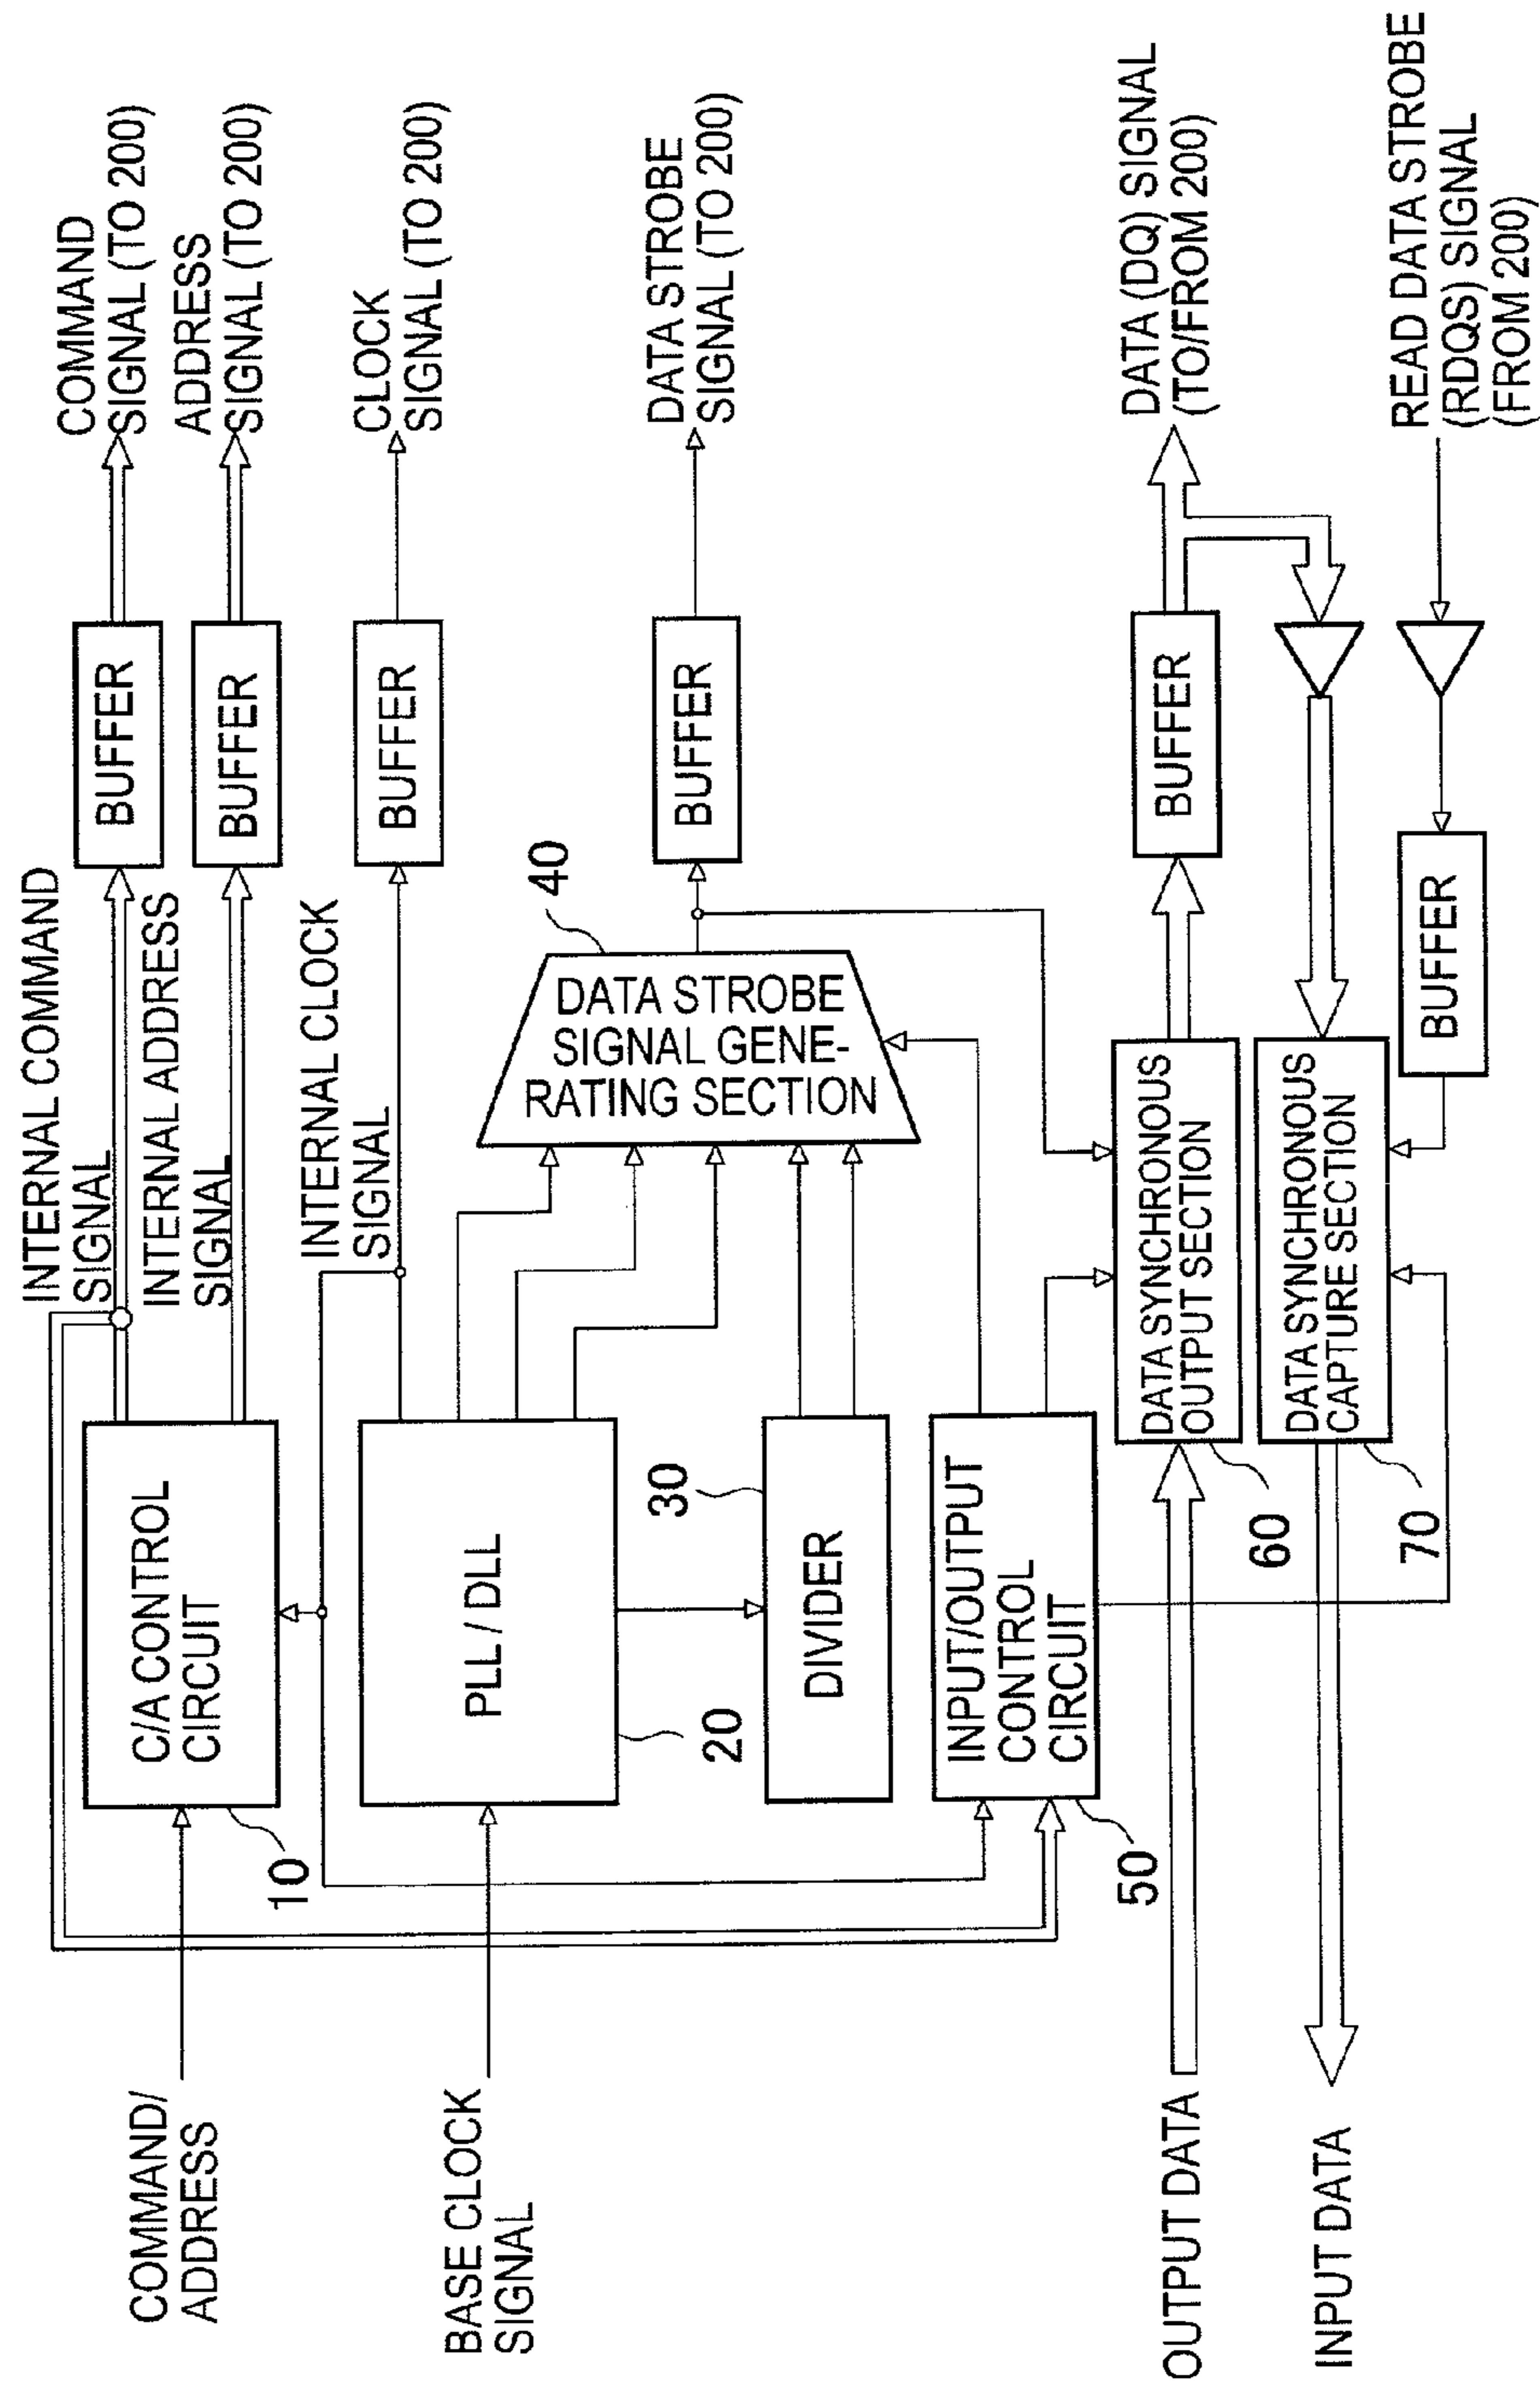 COMMAND/
ADDRESS
BASE CLOCK
SIGNAL
OUTPUT DATA
INPUT DATA
C/A CONTROL
CIRCUIT
10
PLL / DLL
20
DIVIDER
30
INPUT/OUTPUT
CONTROL
CIRCUIT
50
INTERNAL COMMAND
SIGNAL
INTERNAL ADDRESS
SIGNAL
INTERNAL CLOCK
SIGNAL
DATA STROBE
SIGNAL GENE-
RATING SECTION
40
DATA SYNCHRONOUS
OUTPUT SECTION
60
DATA SYNCHRONOUS
CAPTURE SECTION
70
BUFFER
BUFFER
BUFFER
BUFFER
BUFFER
BUFFER
COMMAND
SIGNAL (TO 200)
ADDRESS
SIGNAL (TO 200)
CLOCK
SIGNAL (TO 200)
DATA STROBE
SIGNAL (TO 200)
DATA (DQ) SIGNAL
(TO/FROM 200)
READ DATA STROBE
(RDQS) SIGNAL
(FROM 200)